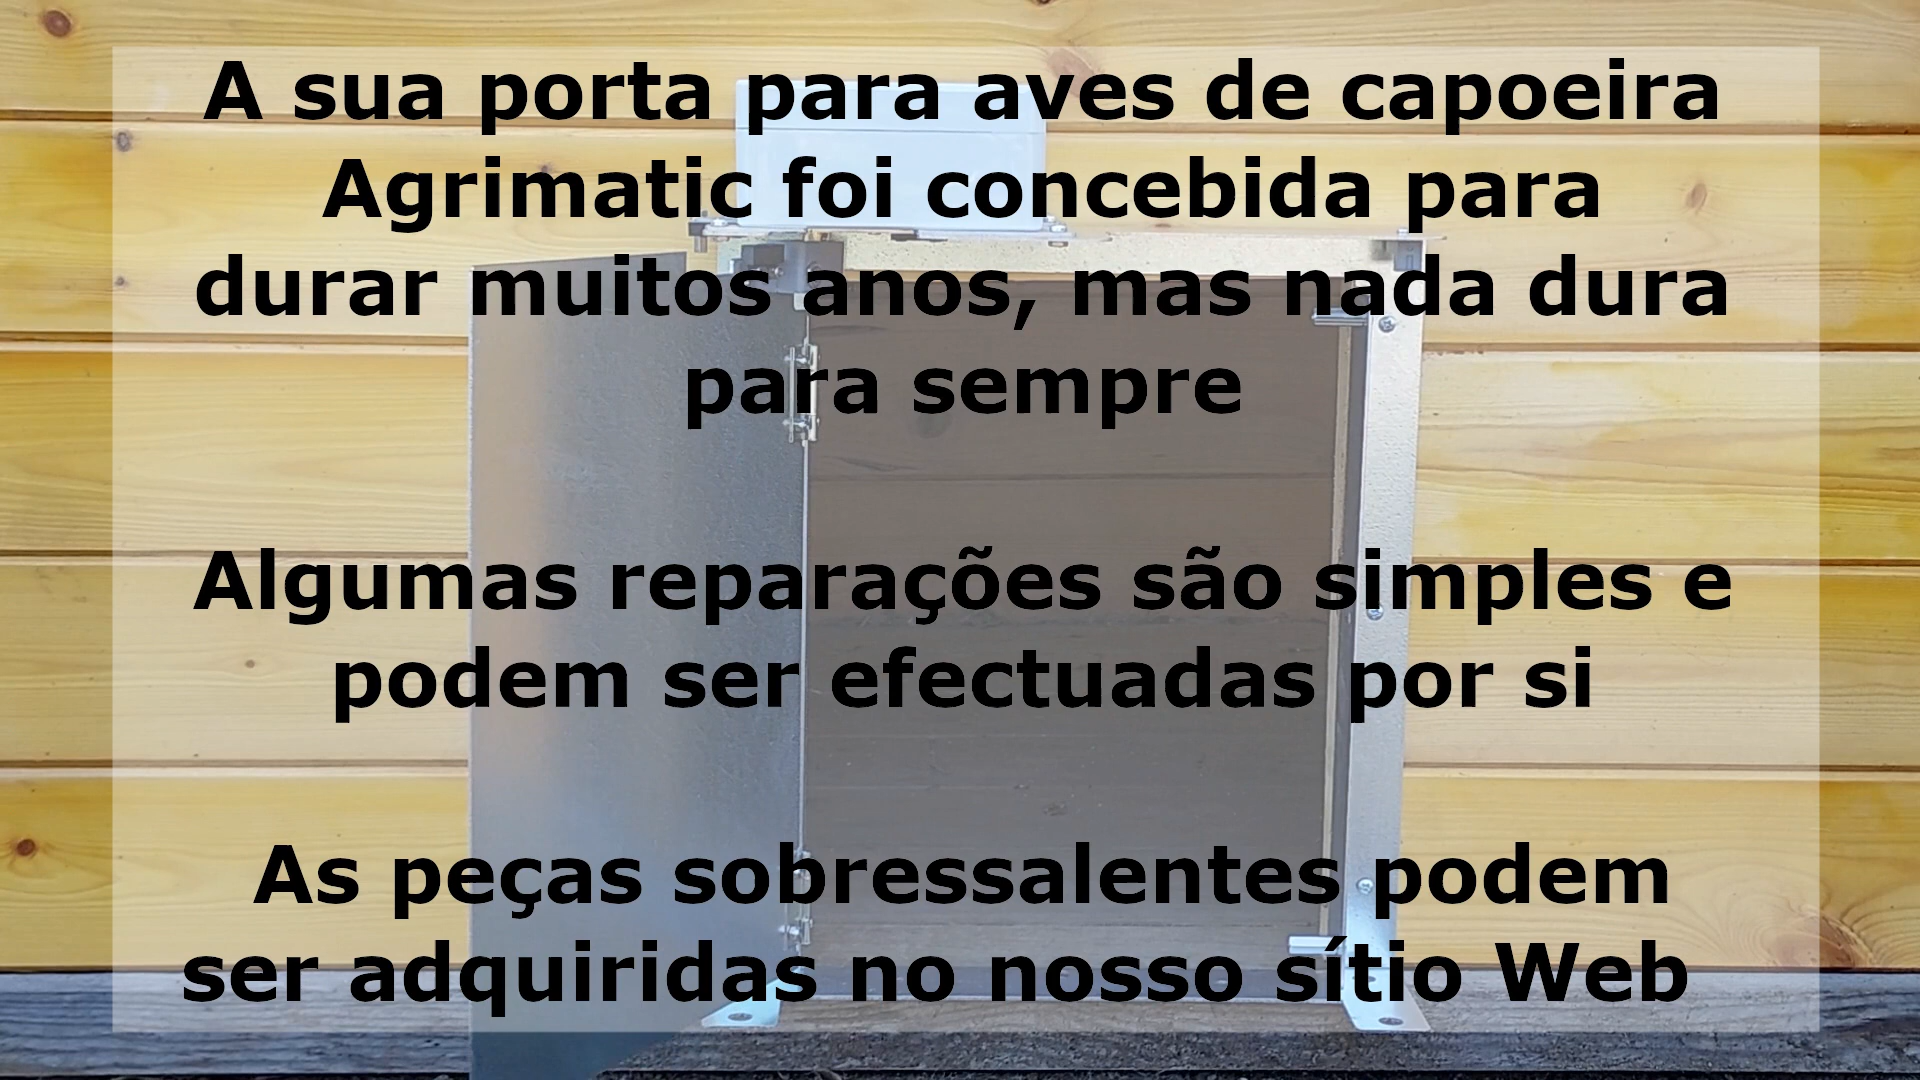 A sua porta para aves de capoeira
Agrimatic foi concebida para
durar muitos anos, mas nada dura
para sempre
Algumas reparações são simples e
podem ser efectuadas por si
As peças sobressalentes podem
ser adquiridas no nosso sítio Web